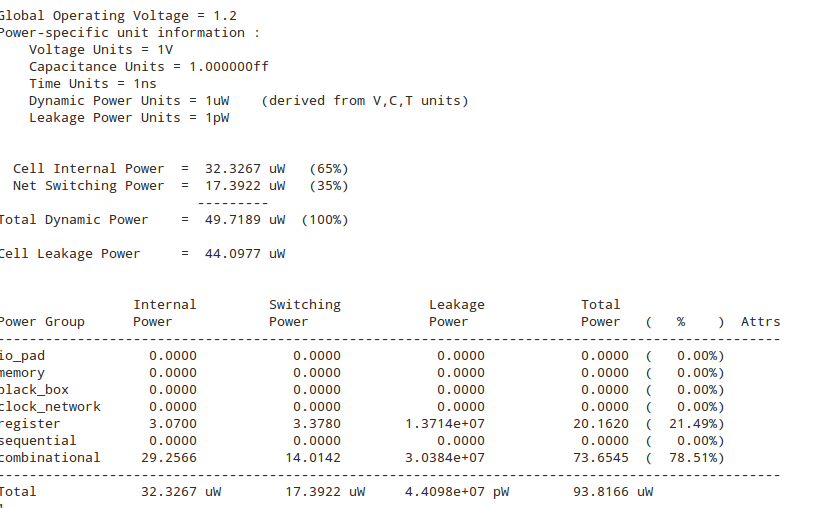 Global Operating Voltage = 1.2
Power-specific unit information :
    Voltage Units = 1V
    Capacitance Units = 1.000000ff
    Time Units = 1ns
    Dynamic Power Units = 1uW    (derived from V,C,T units)
    Leakage Power Units = 1pW
  Cell Internal Power  =  32.3267 uW   (65%)
  Net Switching Power  =  17.3922 uW   (35%)
                         ---------
Total Dynamic Power    =  49.7189 uW  (100%)
Cell Leakage Power     =  44.0977 uW
                 Internal         Switching           Leakage            Total
Power Group      Power            Power               Power              Power   (   %    )  Attrs
--------------------------------------------------------------------------------------------------
io_pad             0.0000            0.0000            0.0000            0.0000  (   0.00%)
memory             0.0000            0.0000            0.0000            0.0000  (   0.00%)
black_box          0.0000            0.0000            0.0000            0.0000  (   0.00%)
clock_network      0.0000            0.0000            0.0000            0.0000  (   0.00%)
register           3.0700            3.3780        1.3714e+07           20.1620  (  21.49%)
sequential         0.0000            0.0000            0.0000            0.0000  (   0.00%)
combinational     29.2566           14.0142        3.0384e+07           73.6545  (  78.51%)
--------------------------------------------------------------------------------------------------
Total             32.3267 uW        17.3922 uW     4.4098e+07 pW        93.8166 uW